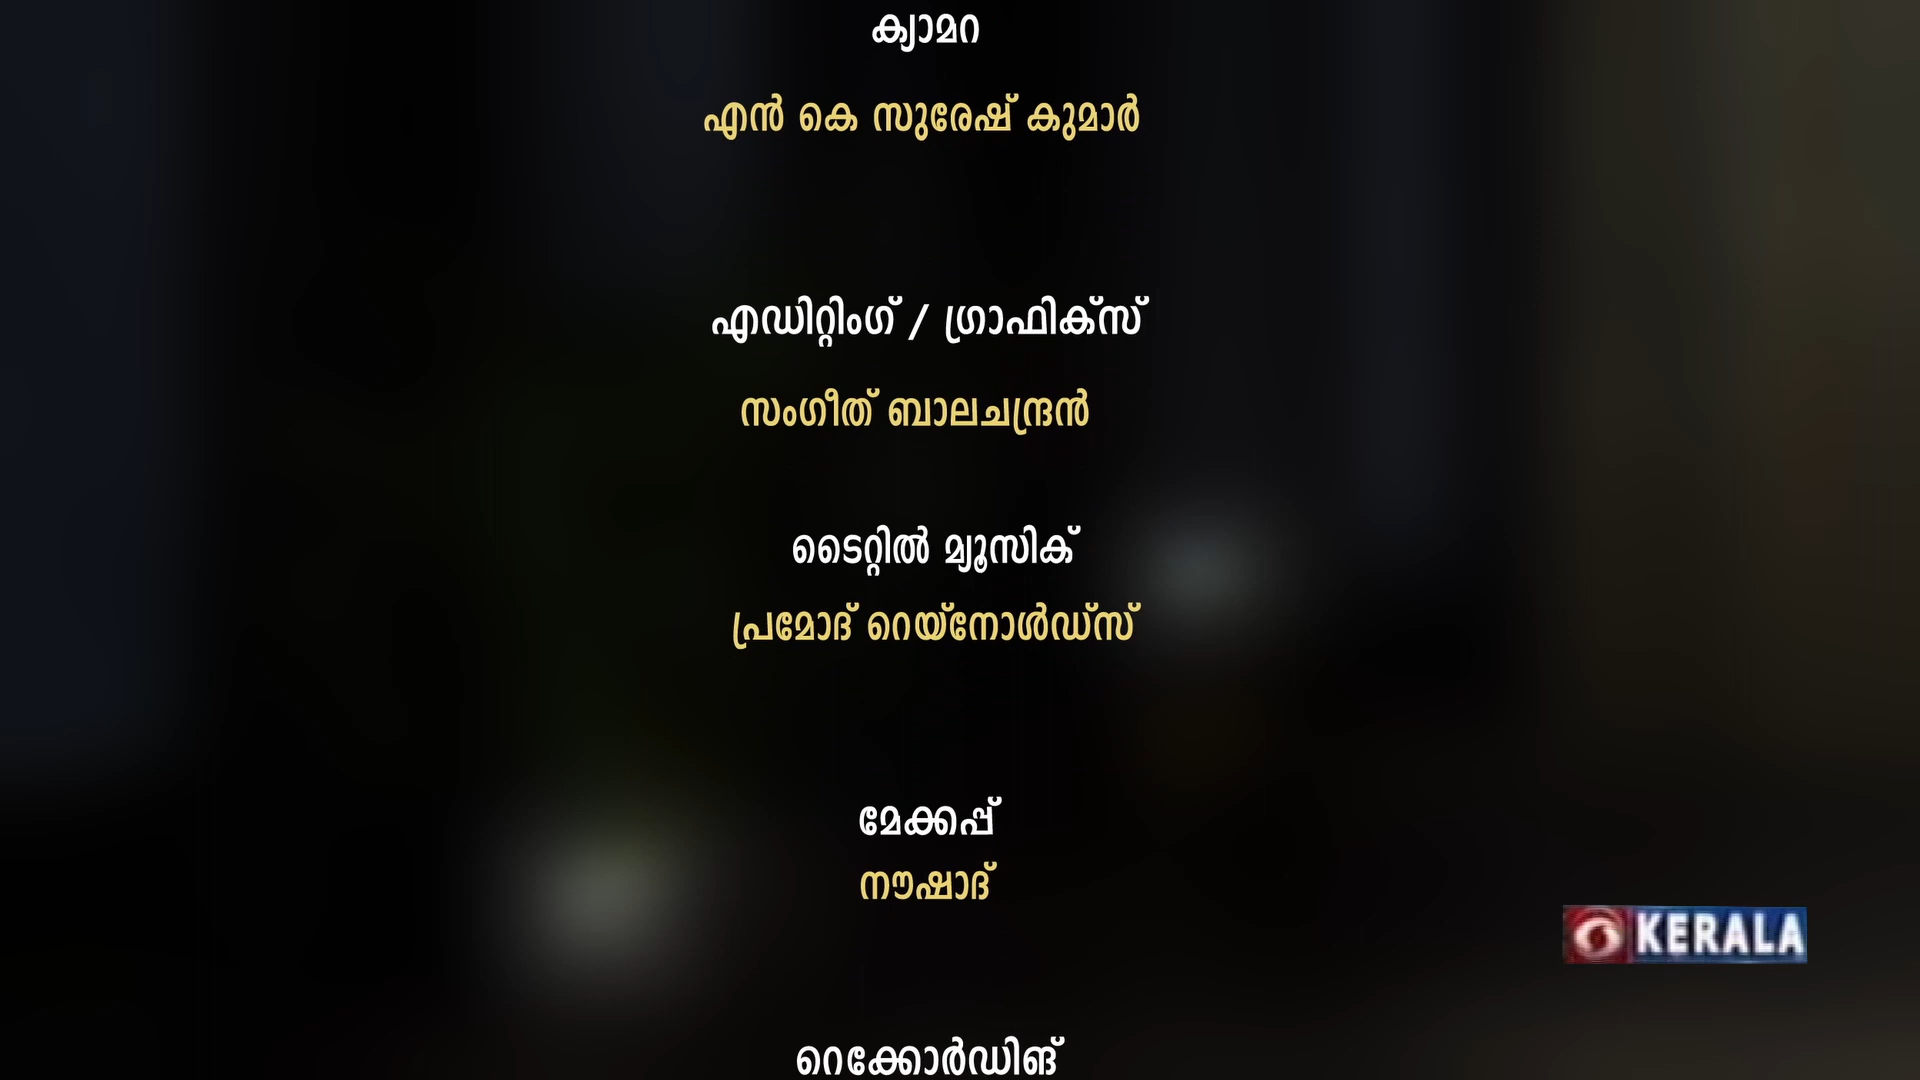 ക്യാമറ
എൻ കെ സുരേഷ് കുമാർ
എഡിറ്റിംഗ് / ഗ്രാഫിക്സ്
സംഗീത് ബാലചന്ദ്രൻ
ടൈറ്റിൽ മ്യൂസിക്
പ്രമോദ് റെയ്നോൾഡ്സ്
മേക്കപ്പ്
നൗഷാദ്
KERALA
റെക്കോർഡിങ്